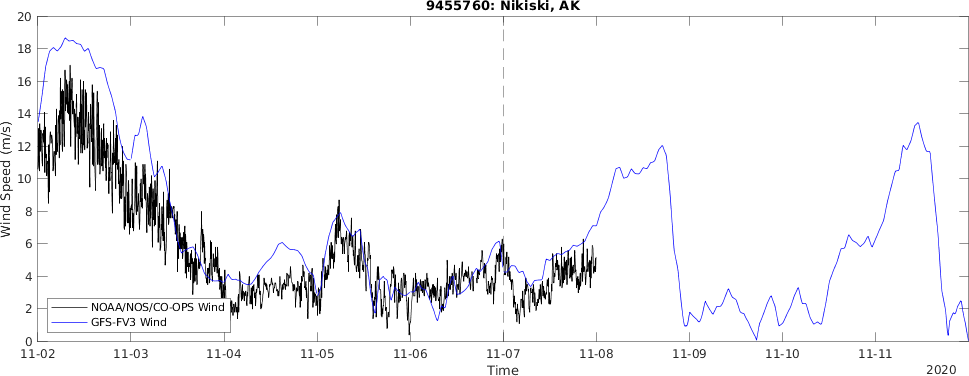 9455760: Nikiski, AK
20
18
16
14
12
10
8
6
4
2
0
Wind Speed (m/s)
NOAA/NOS/CO-OPS Wind
GFS-FV3 Wind
11-02 11-03 11-04 11-05 11-06 11-07 11-08 11-09 11-10 11-11
Time
2020